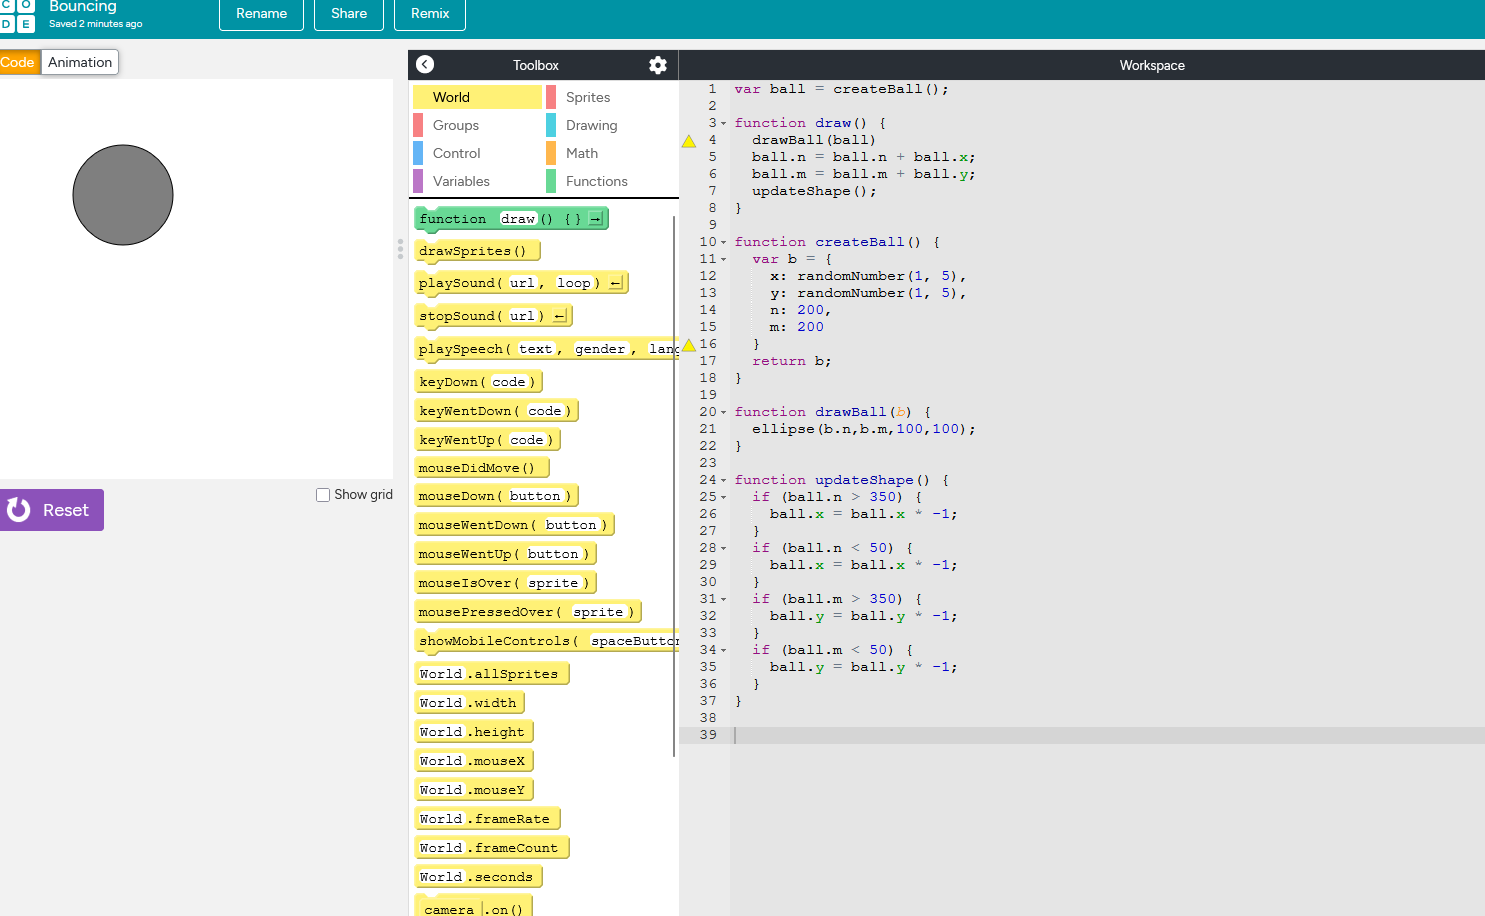 C O
D E
Bouncing
Saved 2 minutes ago
Rename
Share
Remix
Code
Animation
Show grid
Reset
Toolbox
World
Sprites
Groups
Drawing
Control
Math
Variables
Functions
function draw() { } →
drawSprites()
playSound( url, loop) ←
stopSound( url) ←
playSpeech( text, gender, lang
keyDown( code)
keyWentDown( code)
keyWentUp( code)
mouseDidMove()
mouseDown( button)
mouseWentDown( button)
mouseWentUp( button)
mouseIsOver( sprite)
mousePressedOver( sprite)
showMobileControls( spaceButton
World.allSprites
World.width
World.height
World.mouseX
World.mouseY
World.frameRate
World.frameCount
World.seconds
camera.on()
Workspace
1 var ball = createBall();
2
3 function draw() {
4 drawBall(ball)
5 ball.n = ball.n + ball.x;
6 ball.m = ball.m + ball.y;
7 updateShape();
8 }
9
10 function createBall() {
11 var b = {
12 x: randomNumber(1, 5),
13 y: randomNumber(1, 5),
14 n: 200,
15 m: 200
16 }
17 return b;
18 }
19
20 function drawBall(b) {
21 ellipse(b.n,b.m,100,100);
22 }
23
24 function updateShape() {
25 if (ball.n > 350) {
26 ball.x = ball.x * -1;
27 }
28 if (ball.n < 50) {
29 ball.x = ball.x * -1;
30 }
31 if (ball.m > 350) {
32 ball.y = ball.y * -1;
33 }
34 if (ball.m < 50) {
35 ball.y = ball.y * -1;
36 }
37 }
38
39